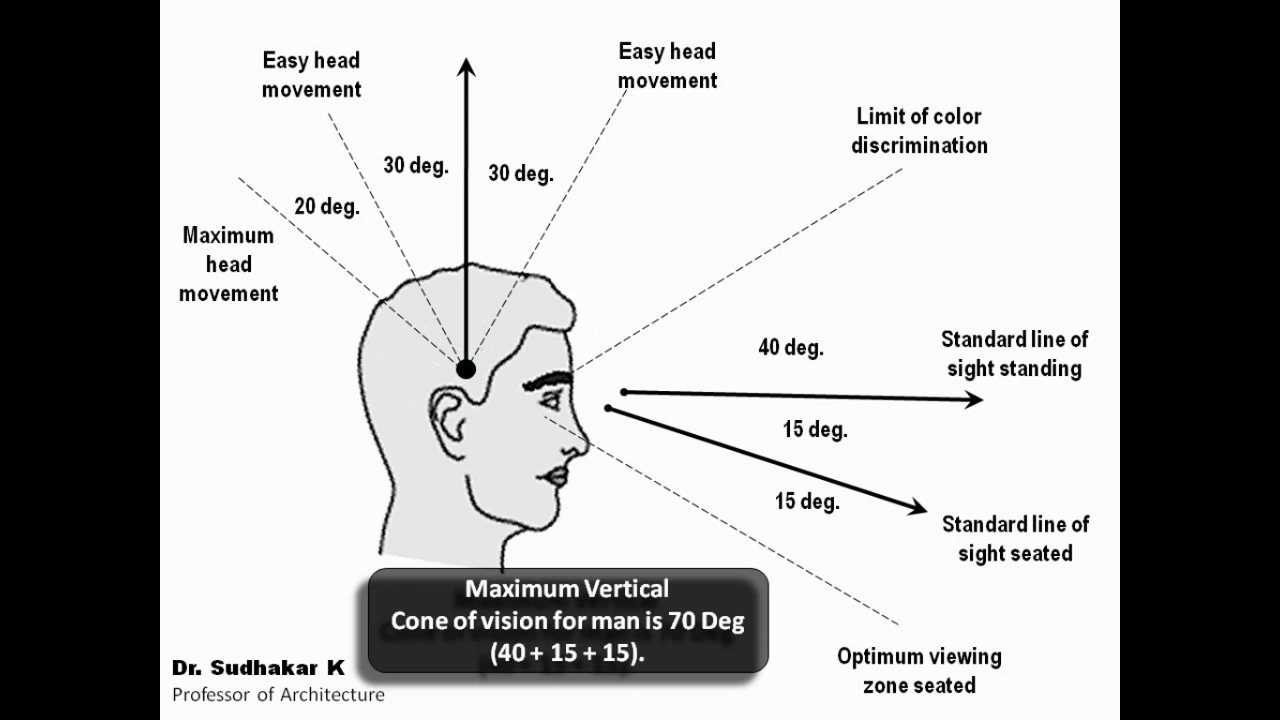 Easy head
movement
Easy head
movement
Limit of color
discrimination
30 deg.
30 deg.
20 deg.
Maximum
head
movement
40 deg.
Standard line of
sight standing
15 deg.
15 deg.
Standard line of
sight seated
Maximum Vertical
Cone of vision for man is 70 Deg
(40 + 15 + 15).
Optimum viewing
zone seated
Dr. Sudhakar K
Professor of Architecture